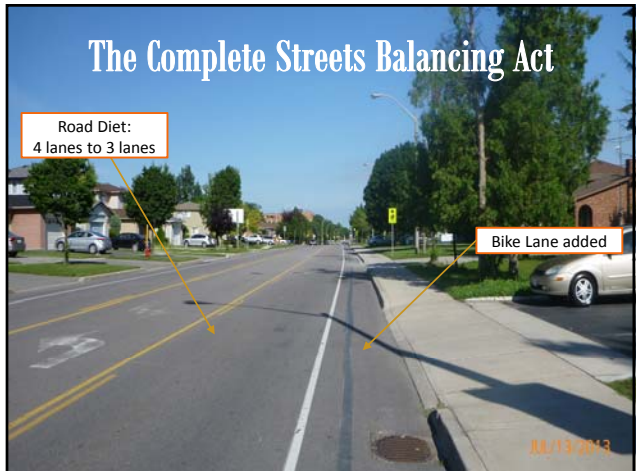 The Complete Streets Balancing Act
Road Diet:
4 lanes to 3 lanes
Bike Lane added
JUL/13/2013